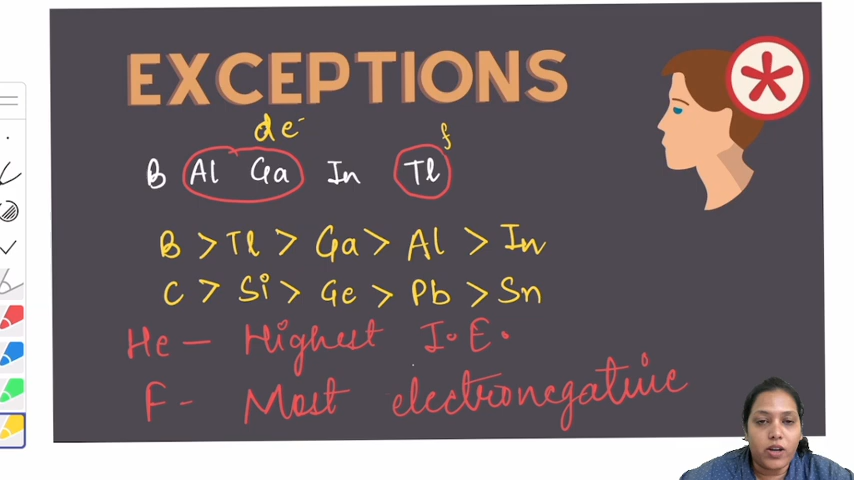 EXCEPTIONS
de⁻ f
B Al Ga In Tl
B > Tl > Ga > Al > In
C > Si > Ge > Pb > Sn
He – Highest I.E.
F - Most electronegative